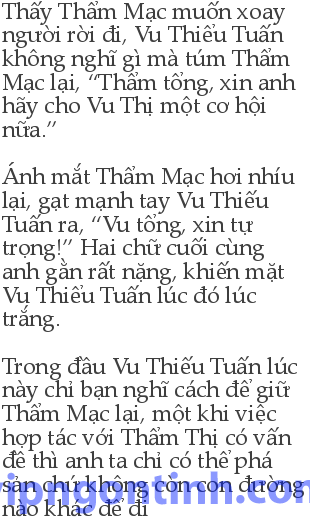 Thấy Thẩm Mạc muốn xoay
người rời đi, Vu Thiểu Tuấn
không nghĩ gì mà túm Thẩm
Mạc lại, “Thẩm tổng, xin anh
hãy cho Vu Thị một cơ hội
nữa.”
Ánh mắt Thẩm Mạc hơi nhíu
lại, gạt mạnh tay Vu Thiếu
Tuấn ra, “Vu tổng, xin tự
trọng!” Hai chữ cuối cùng
anh gằn rất nặng, khiến mặt
Vu Thiểu Tuấn lúc đỏ lúc
trắng.
Trong đầu Vu Thiếu Tuấn lúc
này chỉ bạn nghĩ cách để giữ
Thẩm Mạc lại, một khi việc
hợp tác với Thẩm Thị có vấn
đề thì anh ta chỉ có thể phá
sản chứ không còn con đường
nào khác để đi
vipngontinh.com